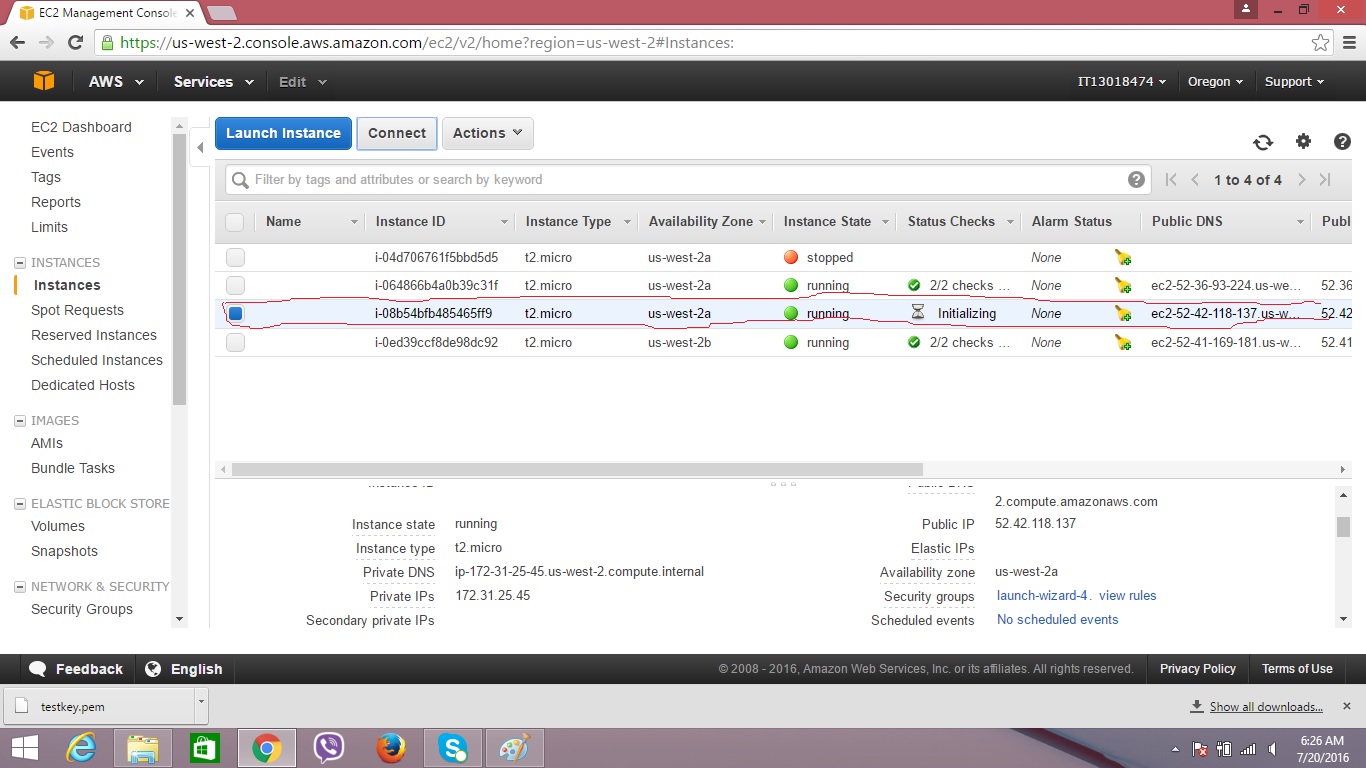 EC2 Management Console
https://us-west-2.console.aws.amazon.com/ec2/v2/home?region=us-west-2#Instances:
AWS Services Edit IT13018474 Oregon Support
EC2 Dashboard
Events
Tags
Reports
Limits
INSTANCES
Instances
Spot Requests
Reserved Instances
Scheduled Instances
Dedicated Hosts
IMAGES
AMIs
Bundle Tasks
ELASTIC BLOCK STORE
Volumes
Snapshots
NETWORK & SECURITY
Security Groups
Launch Instance Connect Actions
Filter by tags and attributes or search by keyword 1 to 4 of 4
Name Instance ID Instance Type Availability Zone Instance State Status Checks Alarm Status Public DNS Publ
i-04d706761f5bbd5d5 t2.micro us-west-2a stopped None
i-064866b4a0b39c31f t2.micro us-west-2a running 2/2 checks ... None ec2-52-36-93-224.us-we... 52.36
i-08b54bfb485465ff9 t2.micro us-west-2a running Initializing None ec2-52-42-118-137.us-w... 52.42
i-0ed39ccf8de98dc92 t2.micro us-west-2b running 2/2 checks ... None ec2-52-41-169-181.us-w... 52.41
2.compute.amazonaws.com
Instance state running Public IP 52.42.118.137
Instance type t2.micro Elastic IPs
Private DNS ip-172-31-25-45.us-west-2.compute.internal Availability zone us-west-2a
Private IPs 172.31.25.45 Security groups launch-wizard-4. view rules
Secondary private IPs Scheduled events No scheduled events
Feedback English © 2008 - 2016, Amazon Web Services, Inc. or its affiliates. All rights reserved. Privacy Policy Terms of Use
testkey.pem Show all downloads...
6:26 AM
7/20/2016